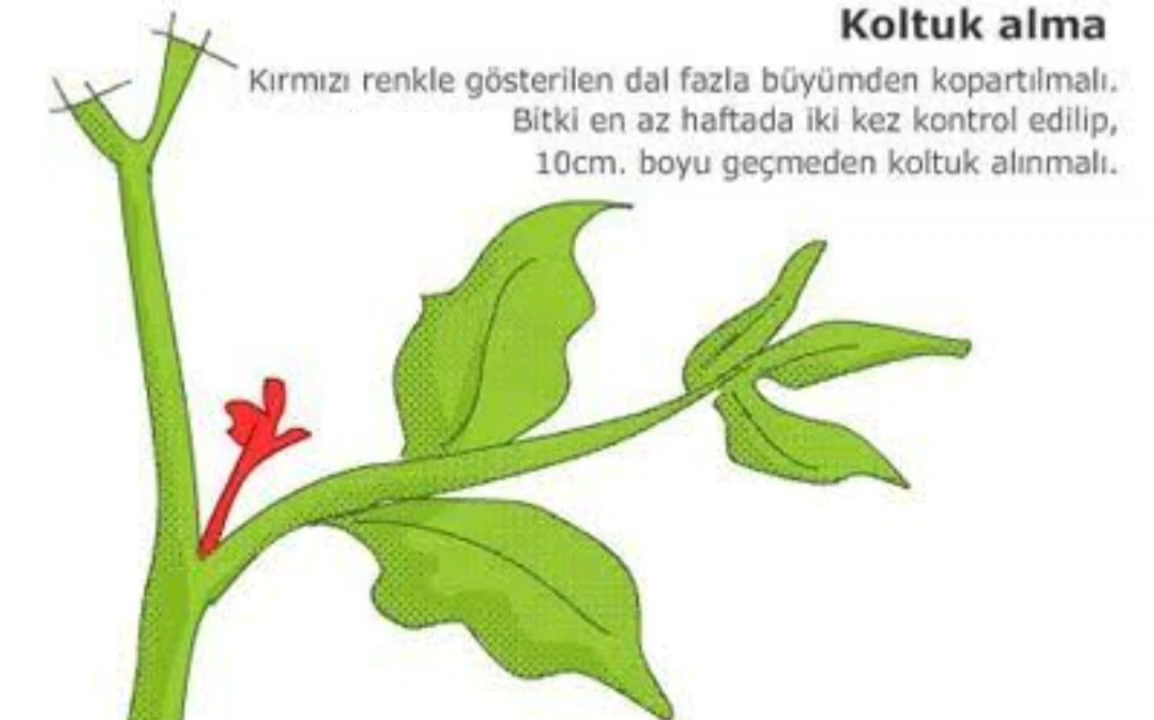 Koltuk alma
Kırmızı renkle gösterilen dal fazla büyümden kopartılmalı.
Bitki en az haftada iki kez kontrol edilip,
10cm. boyu geçmeden koltuk alınmalı.